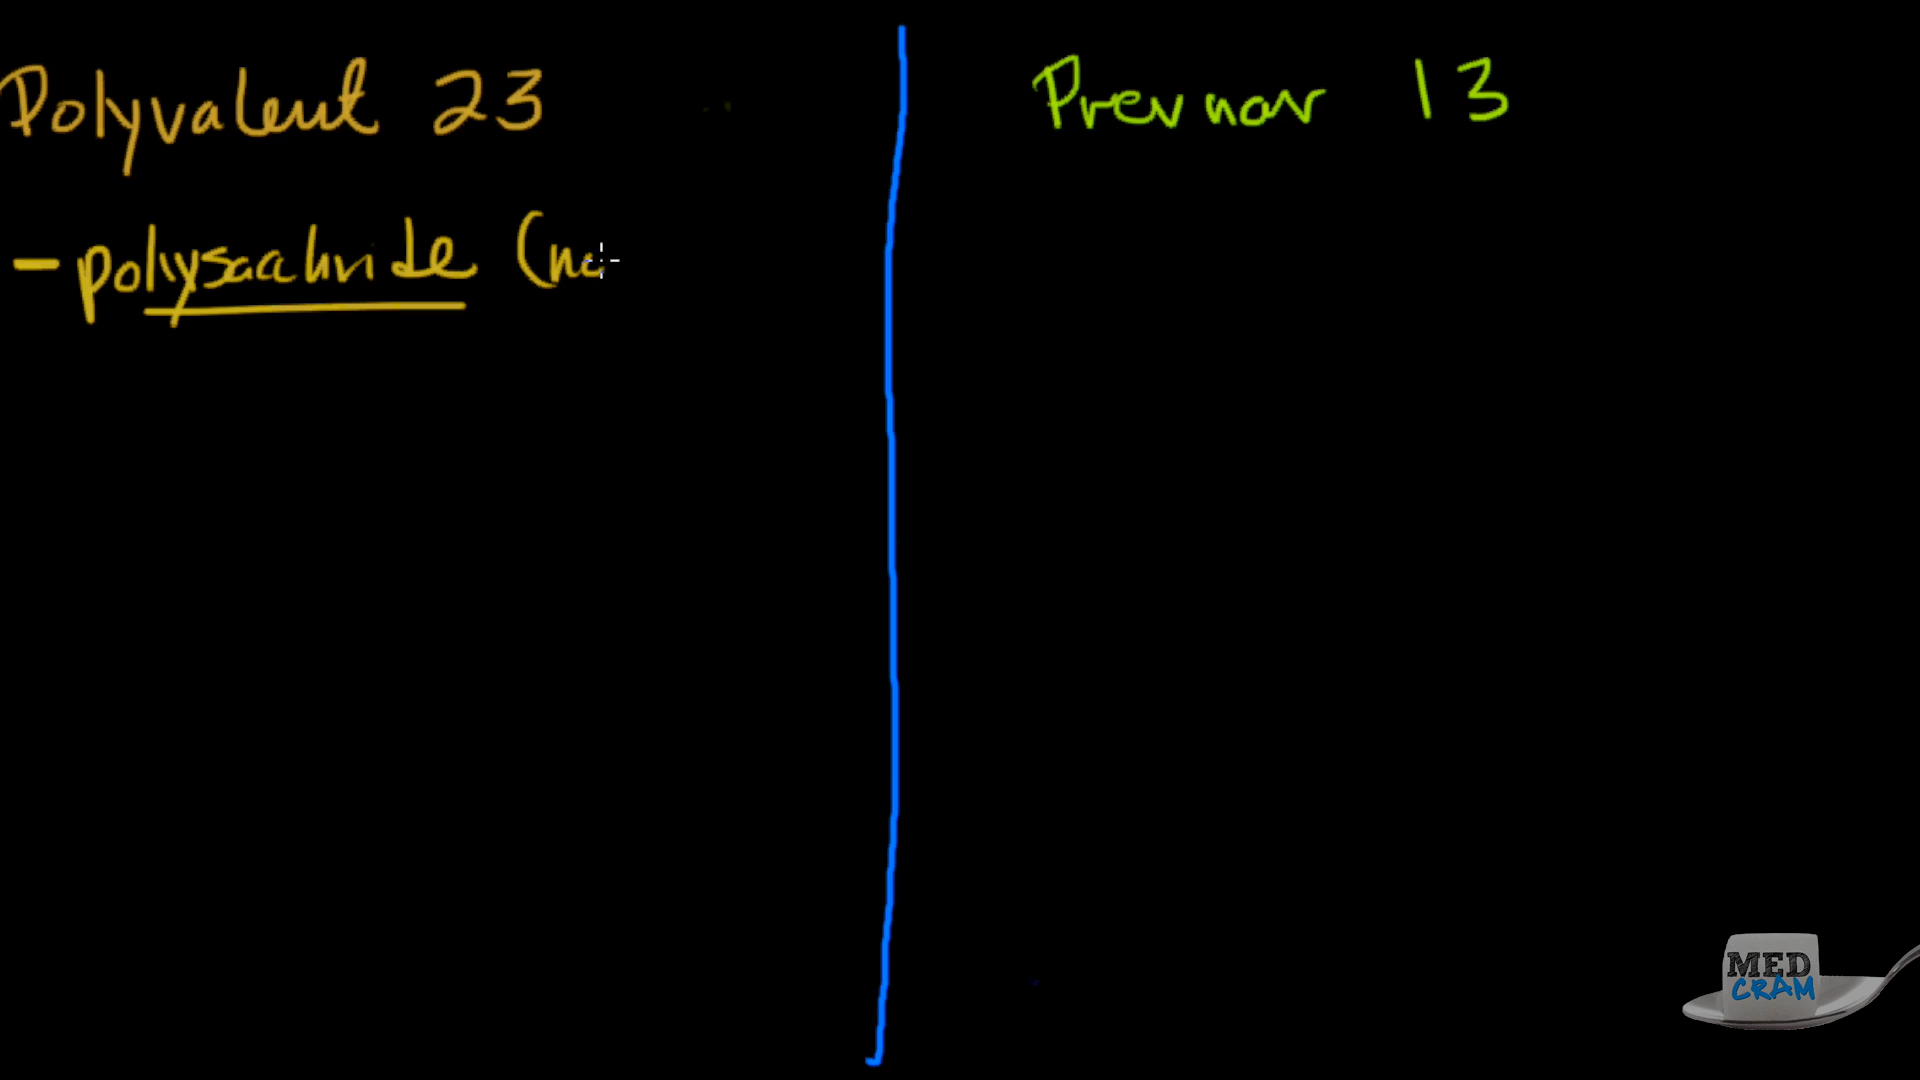 Polyvalent 23
- polysacchride (no
Prevnar 13
MED
CRAM